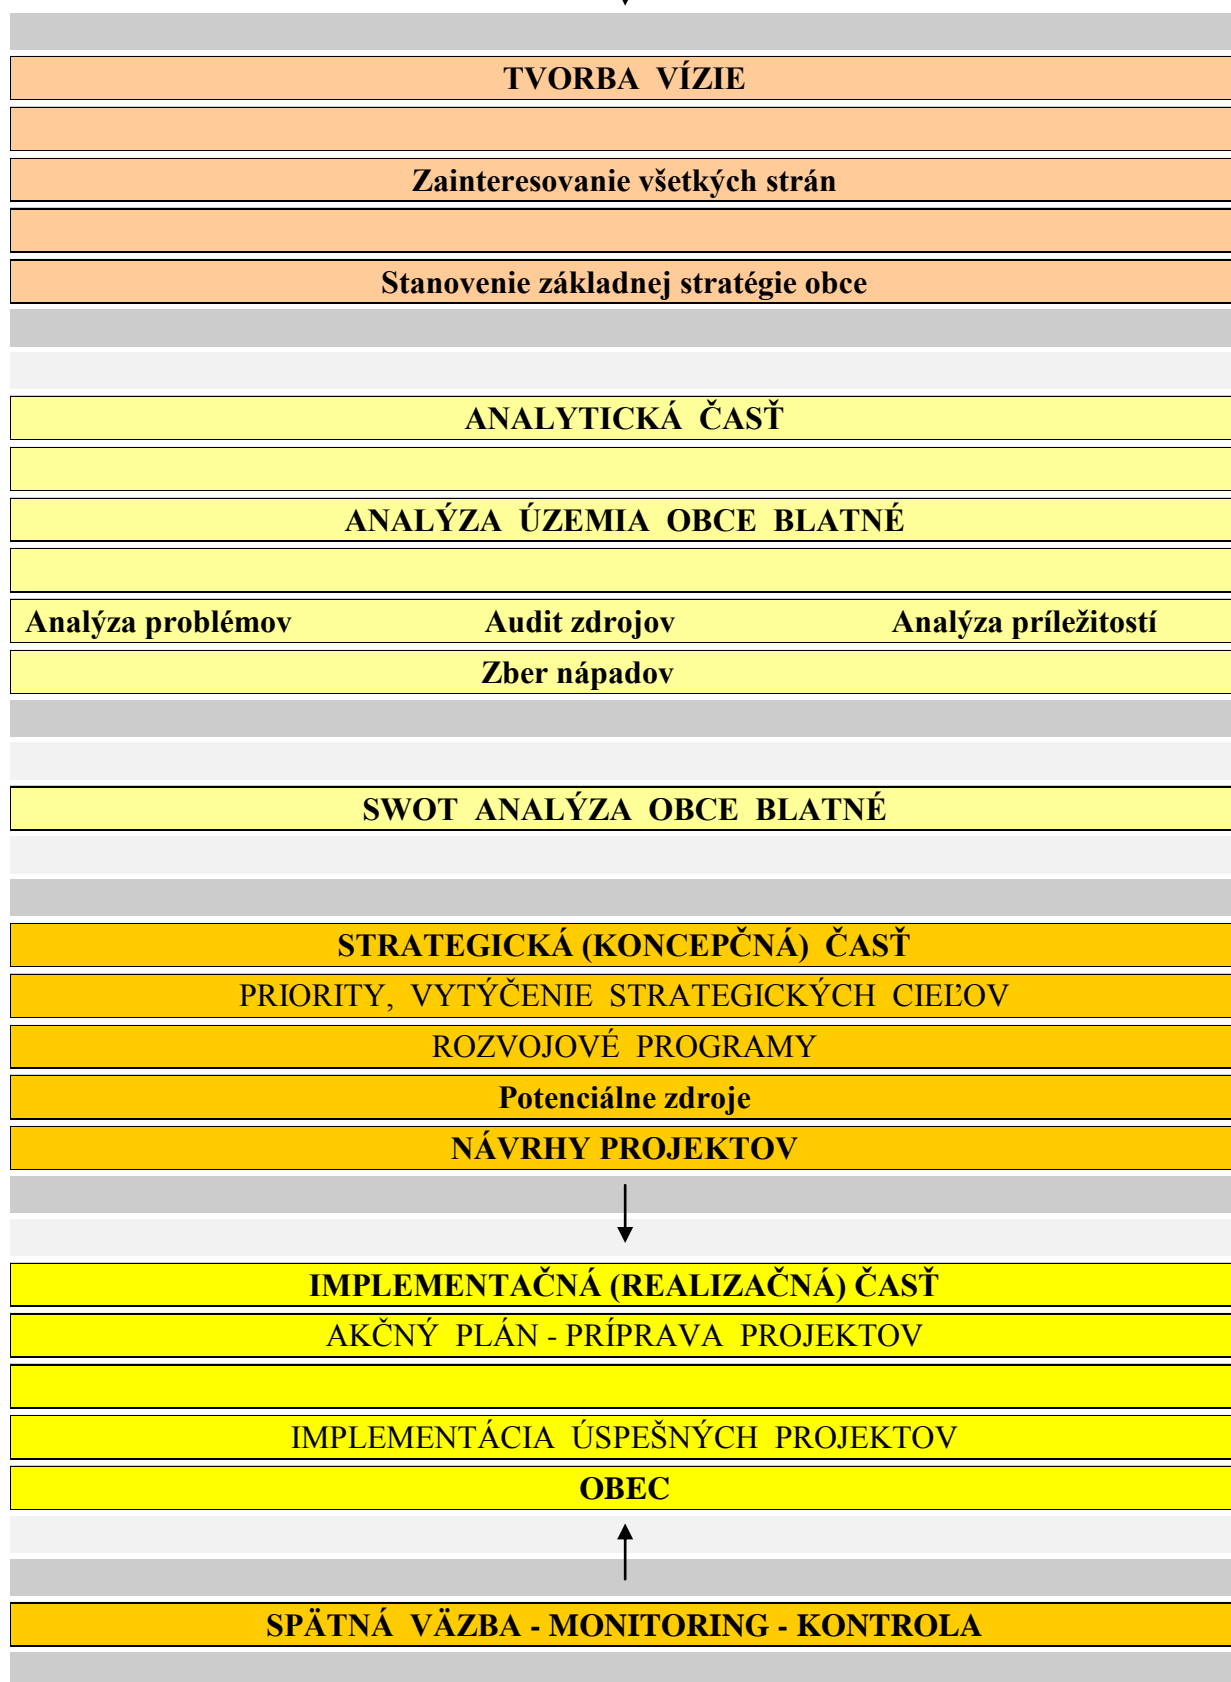 TVORBA VÍZIE
Zainteresovanie všetkých strán
Stanovenie základnej stratégie obce
ANALYTICKÁ ČASŤ
ANALÝZA ÚZEMIA OBCE BLATNÉ
Analýza problémov Audit zdrojov Analýza príležitostí
Zber nápadov
SWOT ANALÝZA OBCE BLATNÉ
STRATEGICKÁ (KONCEPČNÁ) ČASŤ
PRIORITY, VYTÝČENIE STRATEGICKÝCH CIEĽOV
ROZVOJOVÉ PROGRAMY
Potenciálne zdroje
NÁVRHY PROJEKTOV
IMPLEMENTAČNÁ (REALIZAČNÁ) ČASŤ
AKČNÝ PLÁN - PRÍPRAVA PROJEKTOV
IMPLEMENTÁCIA ÚSPEŠNÝCH PROJEKTOV
OBEC
SPÄTNÁ VÄZBA - MONITORING - KONTROLA